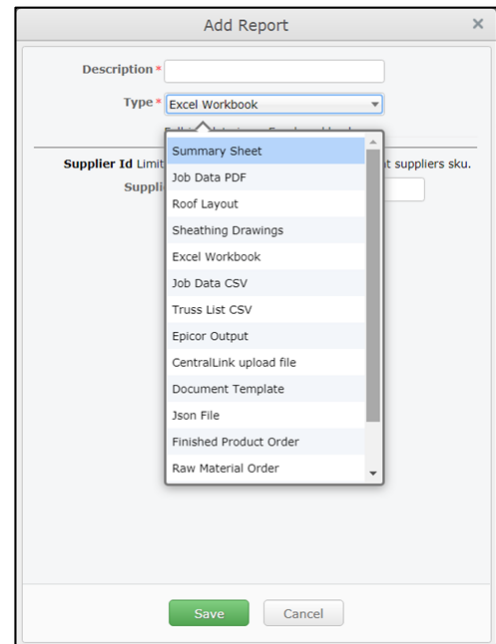 Add Report ×
Description *
Type * Excel Workbook
Summary Sheet
Supplier Id Limit t suppliers sku.
Job Data PDF
Suppli
Roof Layout
Sheathing Drawings
Excel Workbook
Job Data CSV
Truss List CSV
Epicor Output
CentralLink upload file
Document Template
Json File
Finished Product Order
Raw Material Order
Save Cancel